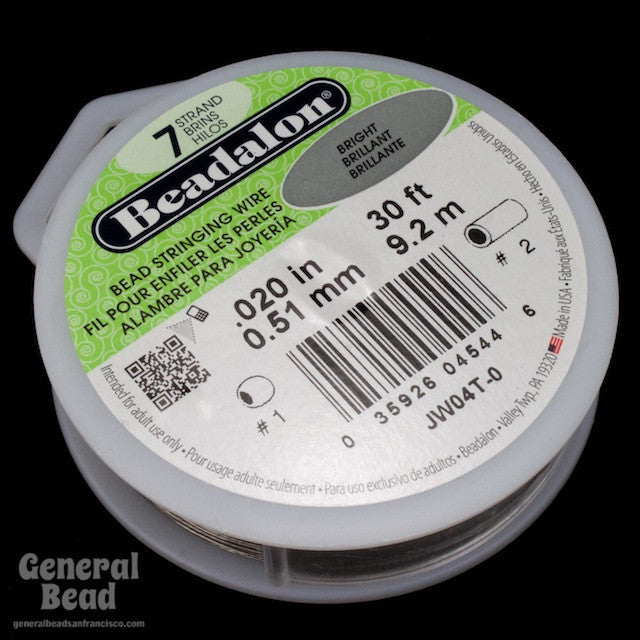 7 STRAND
BRINS
HILOS
Beadalon®
BRIGHT
BRILLANT
BRILLANTE
BEAD STRINGING WIRE
FIL POUR ENFILER LES PERLES
ALAMBRE PARA JOYERIA
.020 in
0.51 mm
30 ft
9.2 m
# 1
# 2
0 35926 04544 6
JW04T-0
Intended for adult use only. • Pour usage adulte seulement • Para uso exclusivo de adultos. • Beadalon • Valley Twp, PA 19320 Made in U.S.A. • Fabriqué aux États-Unis • Hecho en Estados Unidos
General
Bead
generalbeadsanfrancisco.com